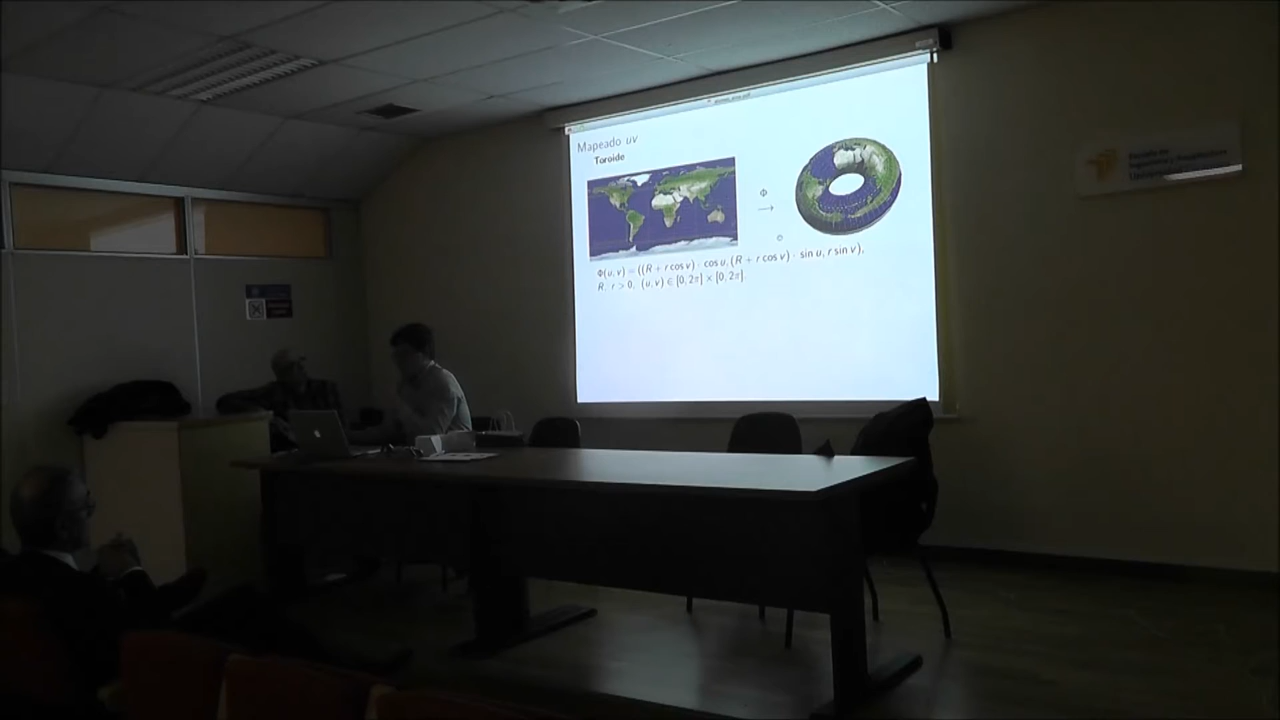 Mapeado uv
Toroide
Φ
→
Φ(u, v) = ((R + r cos v) · cos u, (R + r cos v) · sin u, r sin v),
R, r > 0, (u, v) ∈ [0, 2π] × [0, 2π].